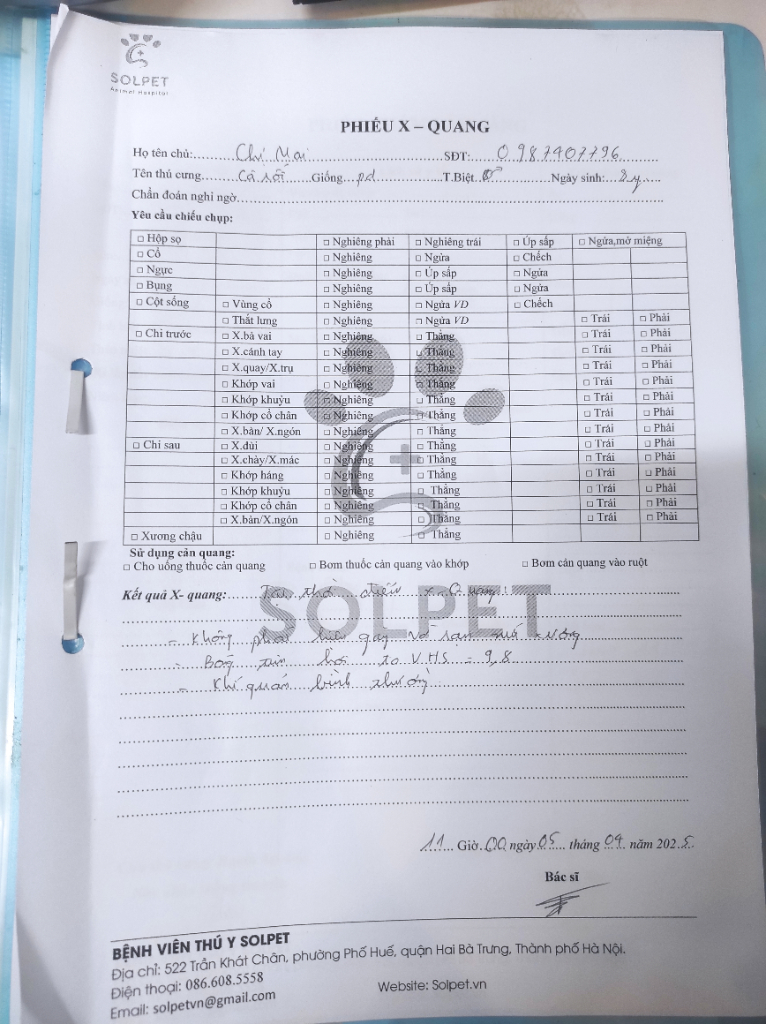 SOLPET
Animal Hospital
PHIẾU X – QUANG
Họ tên chủ: Chị Mai SĐT: 0987407796
Tên thú cưng Cà rốt Giống pd T.Biệt ♂ Ngày sinh: 2y
Chẩn đoán nghi ngờ
Yêu cầu chiếu chụp:
□ Hộp sọ □ Nghiêng phải □ Nghiêng trái □ Úp sấp □ Ngửa,mở miệng
□ Cổ □ Nghiêng □ Ngửa □ Chếch
□ Ngực □ Nghiêng □ Úp sấp □ Ngửa
□ Bụng □ Nghiêng □ Úp sấp □ Ngửa
□ Cột sống □ Vùng cổ □ Nghiêng □ Ngửa VD □ Chếch
□ Thắt lưng □ Nghiêng □ Ngửa VD □ Trái □ Phải
□ Chi trước □ X.bả vai □ Nghiêng □ Thẳng □ Trái □ Phải
□ X.cánh tay □ Nghiêng □ Thẳng □ Trái □ Phải
□ X.quay/X.trụ □ Nghiêng □ Thẳng □ Trái □ Phải
□ Khớp vai □ Nghiêng □ Thẳng □ Trái □ Phải
□ Khớp khuỷu □ Nghiêng □ Thẳng □ Trái □ Phải
□ Khớp cổ chân □ Nghiêng □ Thẳng □ Trái □ Phải
□ X.bàn/ X.ngón □ Nghiêng □ Thẳng □ Trái □ Phải
□ Chi sau □ X.đùi □ Nghiêng □ Thẳng □ Trái □ Phải
□ X.chày/X.mác □ Nghiêng □ Thẳng □ Trái □ Phải
□ Khớp háng □ Nghiêng □ Thẳng □ Trái □ Phải
□ Khớp khuỷu □ Nghiêng □ Thẳng □ Trái □ Phải
□ Khớp cổ chân □ Nghiêng □ Thẳng □ Trái □ Phải
□ X.bàn/X.ngón □ Nghiêng □ Thẳng □ Trái □ Phải
□ Xương chậu □ Nghiêng □ Thẳng
Sử dụng cản quang:
□ Cho uống thuốc cản quang □ Bơm thuốc cản quang vào khớp □ Bơm cản quang vào ruột
Kết quả X- quang: Tại thời điểm x-Quang:
SOLPET
- Không phát hiện gãy vỡ rạn nứt xương
- Bóng tim hơi to VHS = 9,8
- Khí quản bình thường
11 Giờ 00 ngày 05 tháng 09 năm 2025
Bác sĩ
BỆNH VIỆN THÚ Y SOLPET
Địa chỉ: 522 Trần Khát Chân, phường Phố Huế, quận Hai Bà Trưng, Thành phố Hà Nội.
Điện thoại: 086.608.5558
Website: Solpet.vn
Email: solpetvn@gmail.com